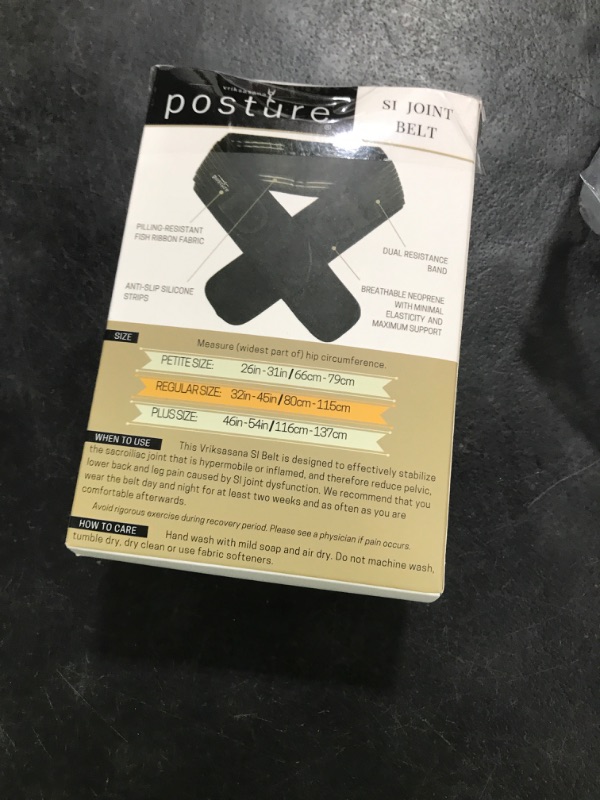 vriksasana
posture
SI JOINT
BELT
PILLING-RESISTANT
FISH RIBBON FABRIC
DUAL RESISTANCE
BAND
ANTI-SLIP SILICONE
STRIPS
BREATHABLE NEOPRENE
WITH MINIMAL
ELASTICITY AND
MAXIMUM SUPPORT
SIZE
Measure (widest part of) hip circumference.
PETITE SIZE: 26in-31in/66cm-79cm
REGULAR SIZE: 32in-45in/80cm-115cm
PLUS SIZE: 46in-54in/116cm-137cm
WHEN TO USE This Vriksasana SI Belt is designed to effectively stabilize
the sacroiliac joint that is hypermobile or inflamed, and therefore reduce pelvic,
lower back and leg pain caused by SI joint dysfunction. We recommend that you
wear the belt day and night for at least two weeks and as often as you are
comfortable afterwards.
Avoid rigorous exercise during recovery period. Please see a physician if pain occurs.
HOW TO CARE Hand wash with mild soap and air dry. Do not machine wash,
tumble dry, dry clean or use fabric softeners.